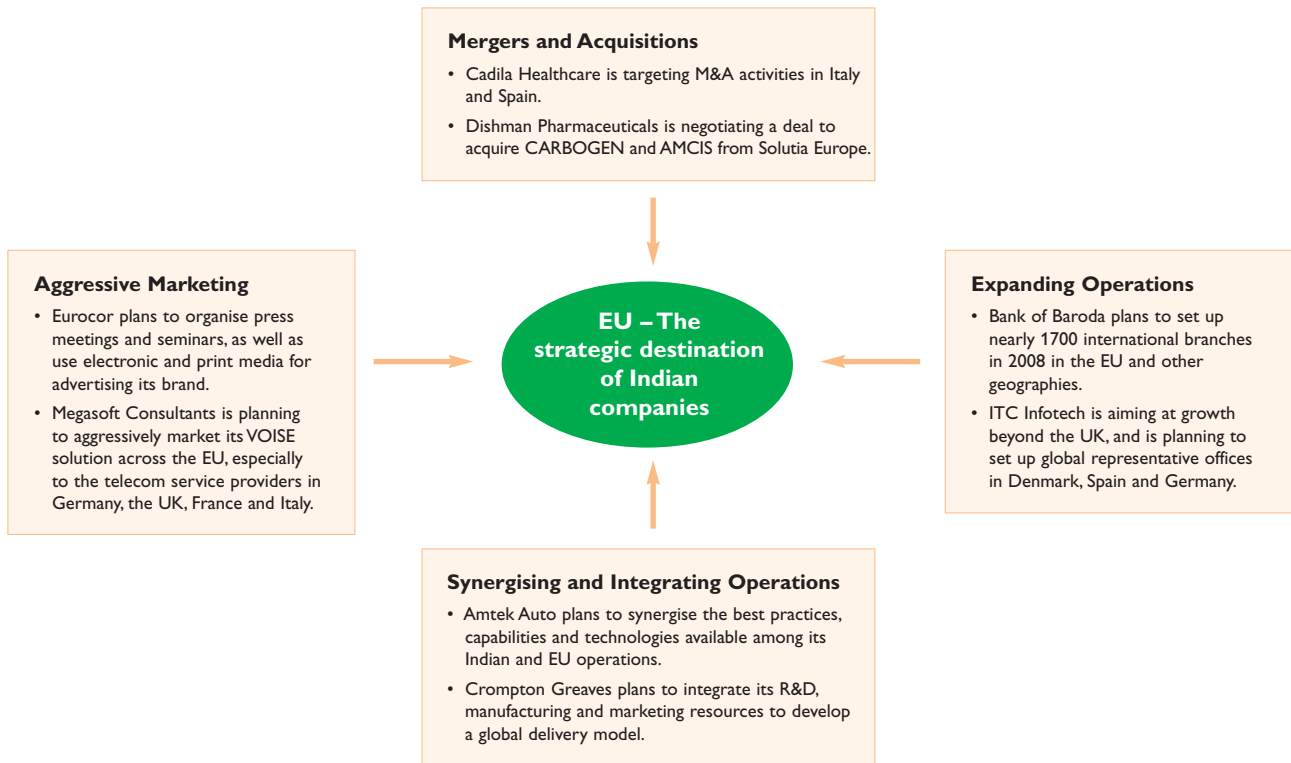 Mergers and Acquisitions
• Cadila Healthcare is targeting M&A activities in Italy
and Spain.
• Dishman Pharmaceuticals is negotiating a deal to
acquire CARBOGEN and AMCIS from Solutia Europe.
Aggressive Marketing
• Eurocor plans to organise press
meetings and seminars, as well as
use electronic and print media for
advertising its brand.
• Megasoft Consultants is planning
to aggressively market its VOISE
solution across the EU, especially
to the telecom service providers in
Germany, the UK, France and Italy.
EU – The
strategic destination
of Indian
companies
Expanding Operations
• Bank of Baroda plans to set up
nearly 1700 international branches
in 2008 in the EU and other
geographies.
• ITC Infotech is aiming at growth
beyond the UK, and is planning to
set up global representative offices
in Denmark, Spain and Germany.
Synergising and Integrating Operations
• Amtek Auto plans to synergise the best practices,
capabilities and technologies available among its
Indian and EU operations.
• Crompton Greaves plans to integrate its R&D,
manufacturing and marketing resources to develop
a global delivery model.